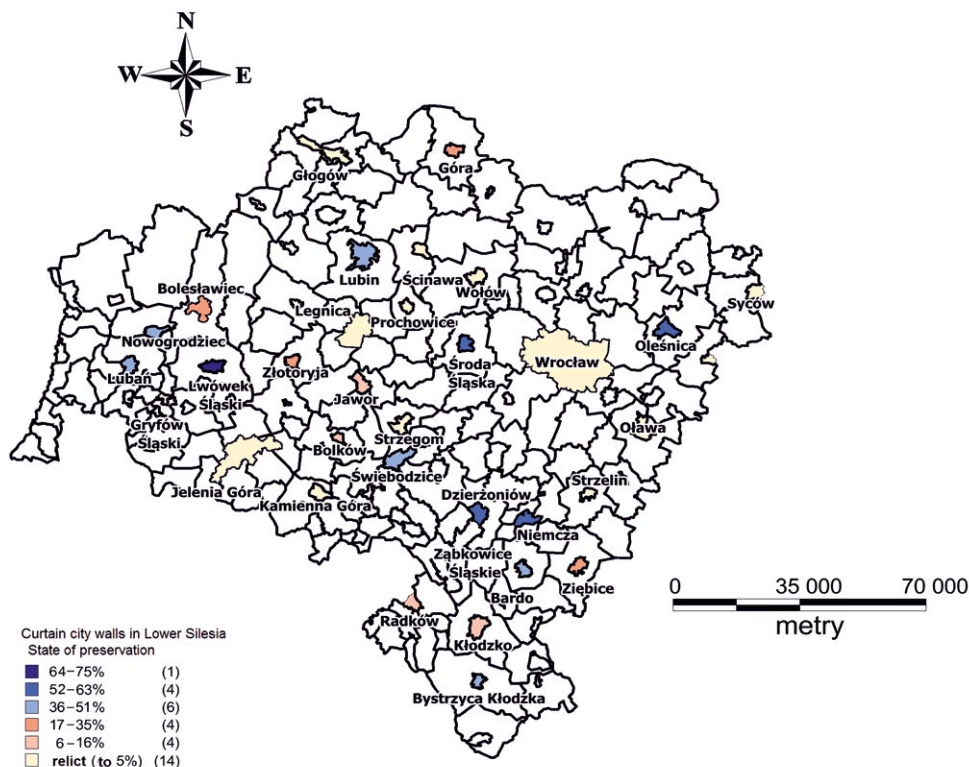 N
W E
S
Głogów
Góra
Lubin
Ścinawa
Wołów
Syców
Bolesławiec
Legnica
Prochowice
Nowogrodziec
Oleśnica
Wrocław
Lubań
Lwówek
Śląski
Złotoryja
Środa
Śląska
Jawor
Gryfów
Śląski
Strzegom
Oława
Bolków
Świebodzice
Jelenia Góra
Kamienna Góra
Dzierżoniów
Strzelin
Niemcza
Ząbkowice
Śląskie
Bardo
Ziębice
Radków
Kłodzko
Bystrzyca Kłodzka
0 35 000 70 000
metry
Curtain city walls in Lower Silesia
State of preservation
64–75% (1)
52–63% (4)
36–51% (6)
17–35% (4)
6–16% (4)
relict (to 5%) (14)